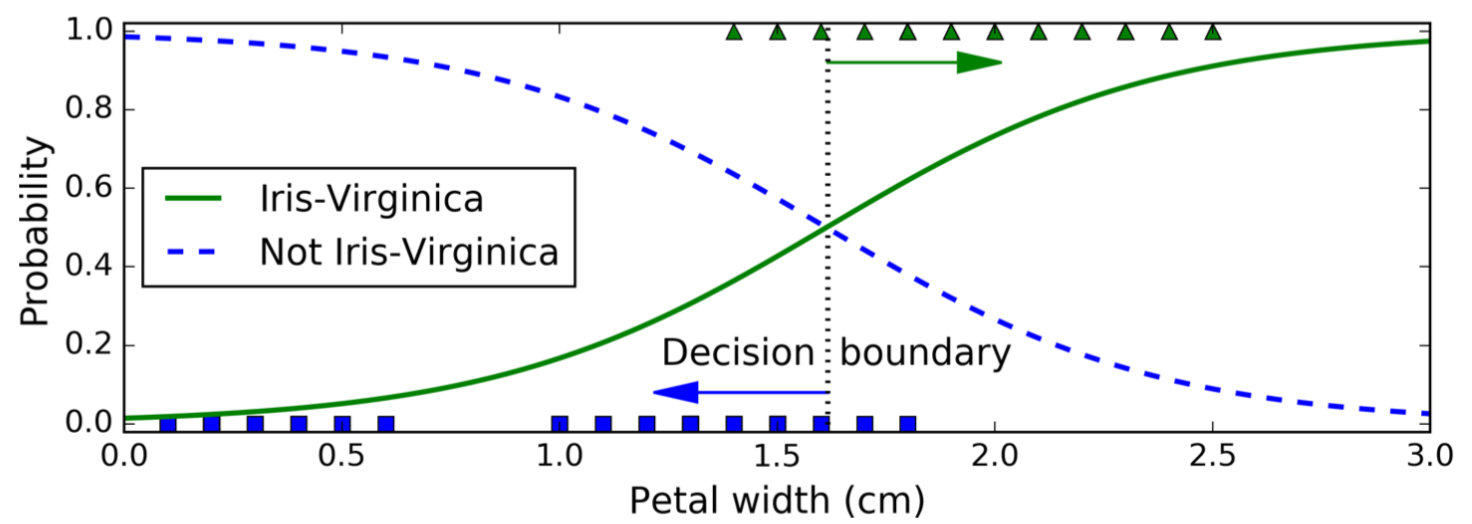 1.0
0.8
0.6
0.4
0.2
0.0
Probability
Iris-Virginica
Not Iris-Virginica
Decision boundary
0.0 0.5 1.0 1.5 2.0 2.5 3.0
Petal width (cm)